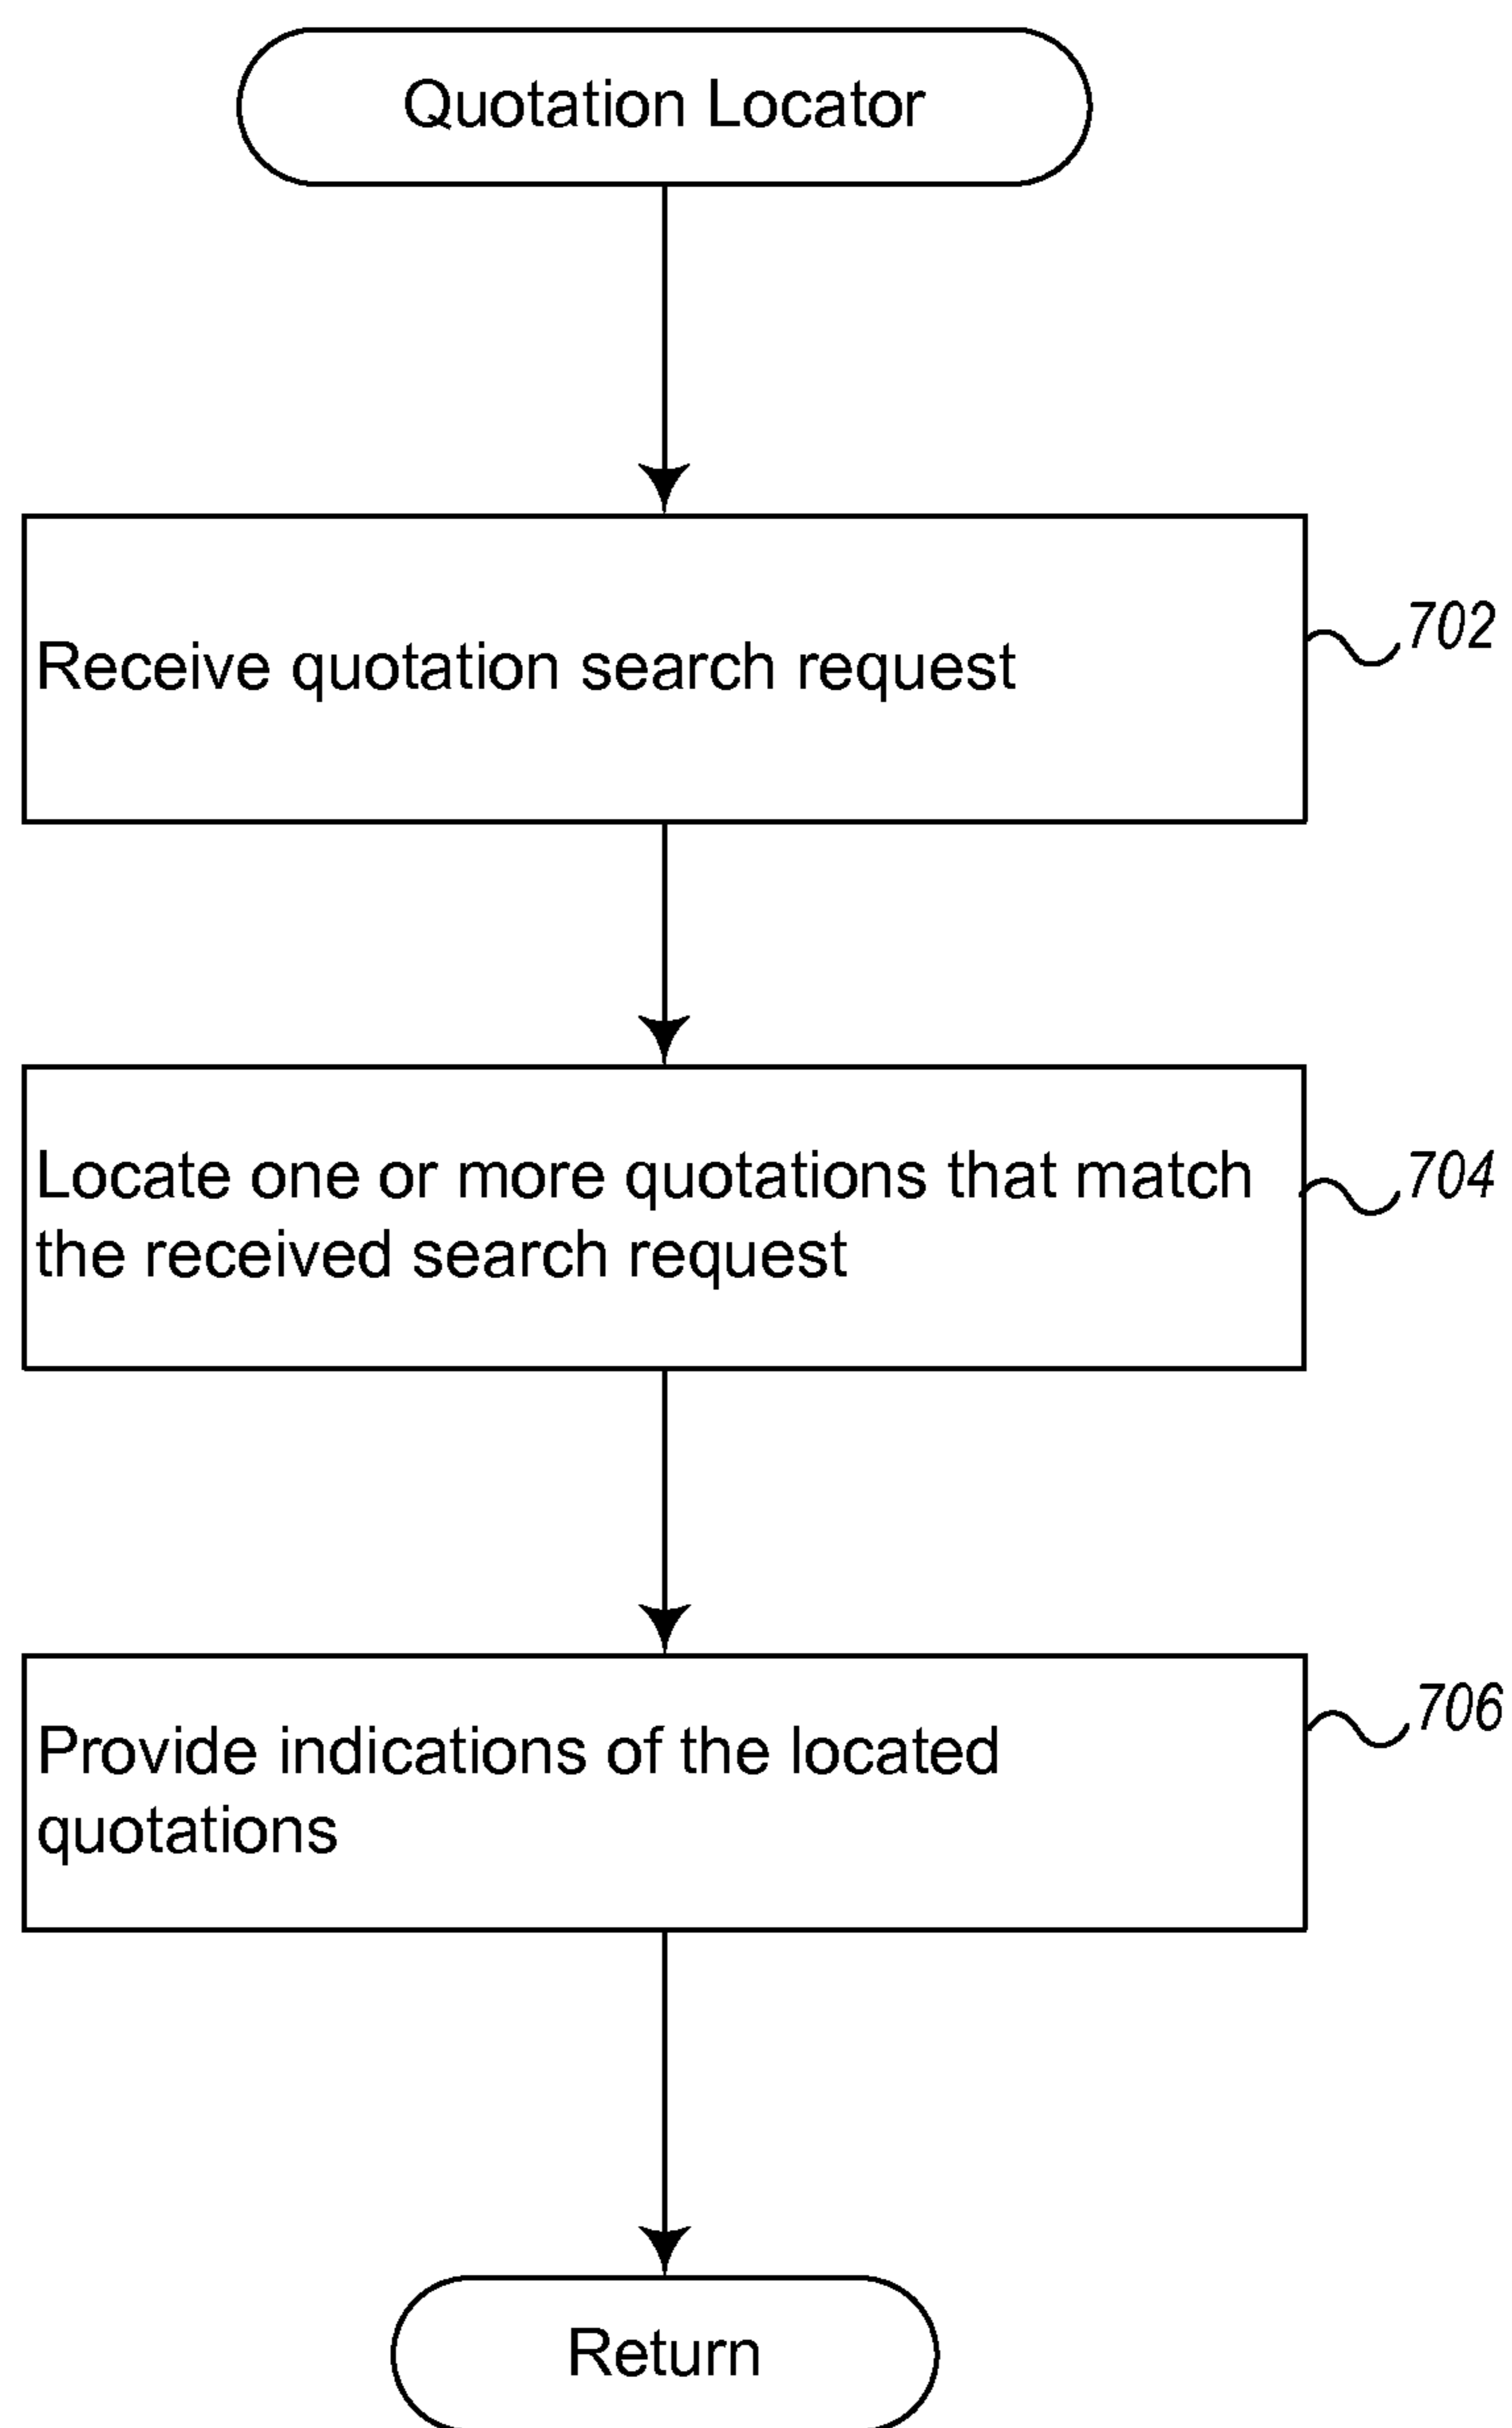 Quotation Locator
Receive quotation search request
702
Locate one or more quotations that match
the received search request
704
Provide indications of the located
quotations
706
Return